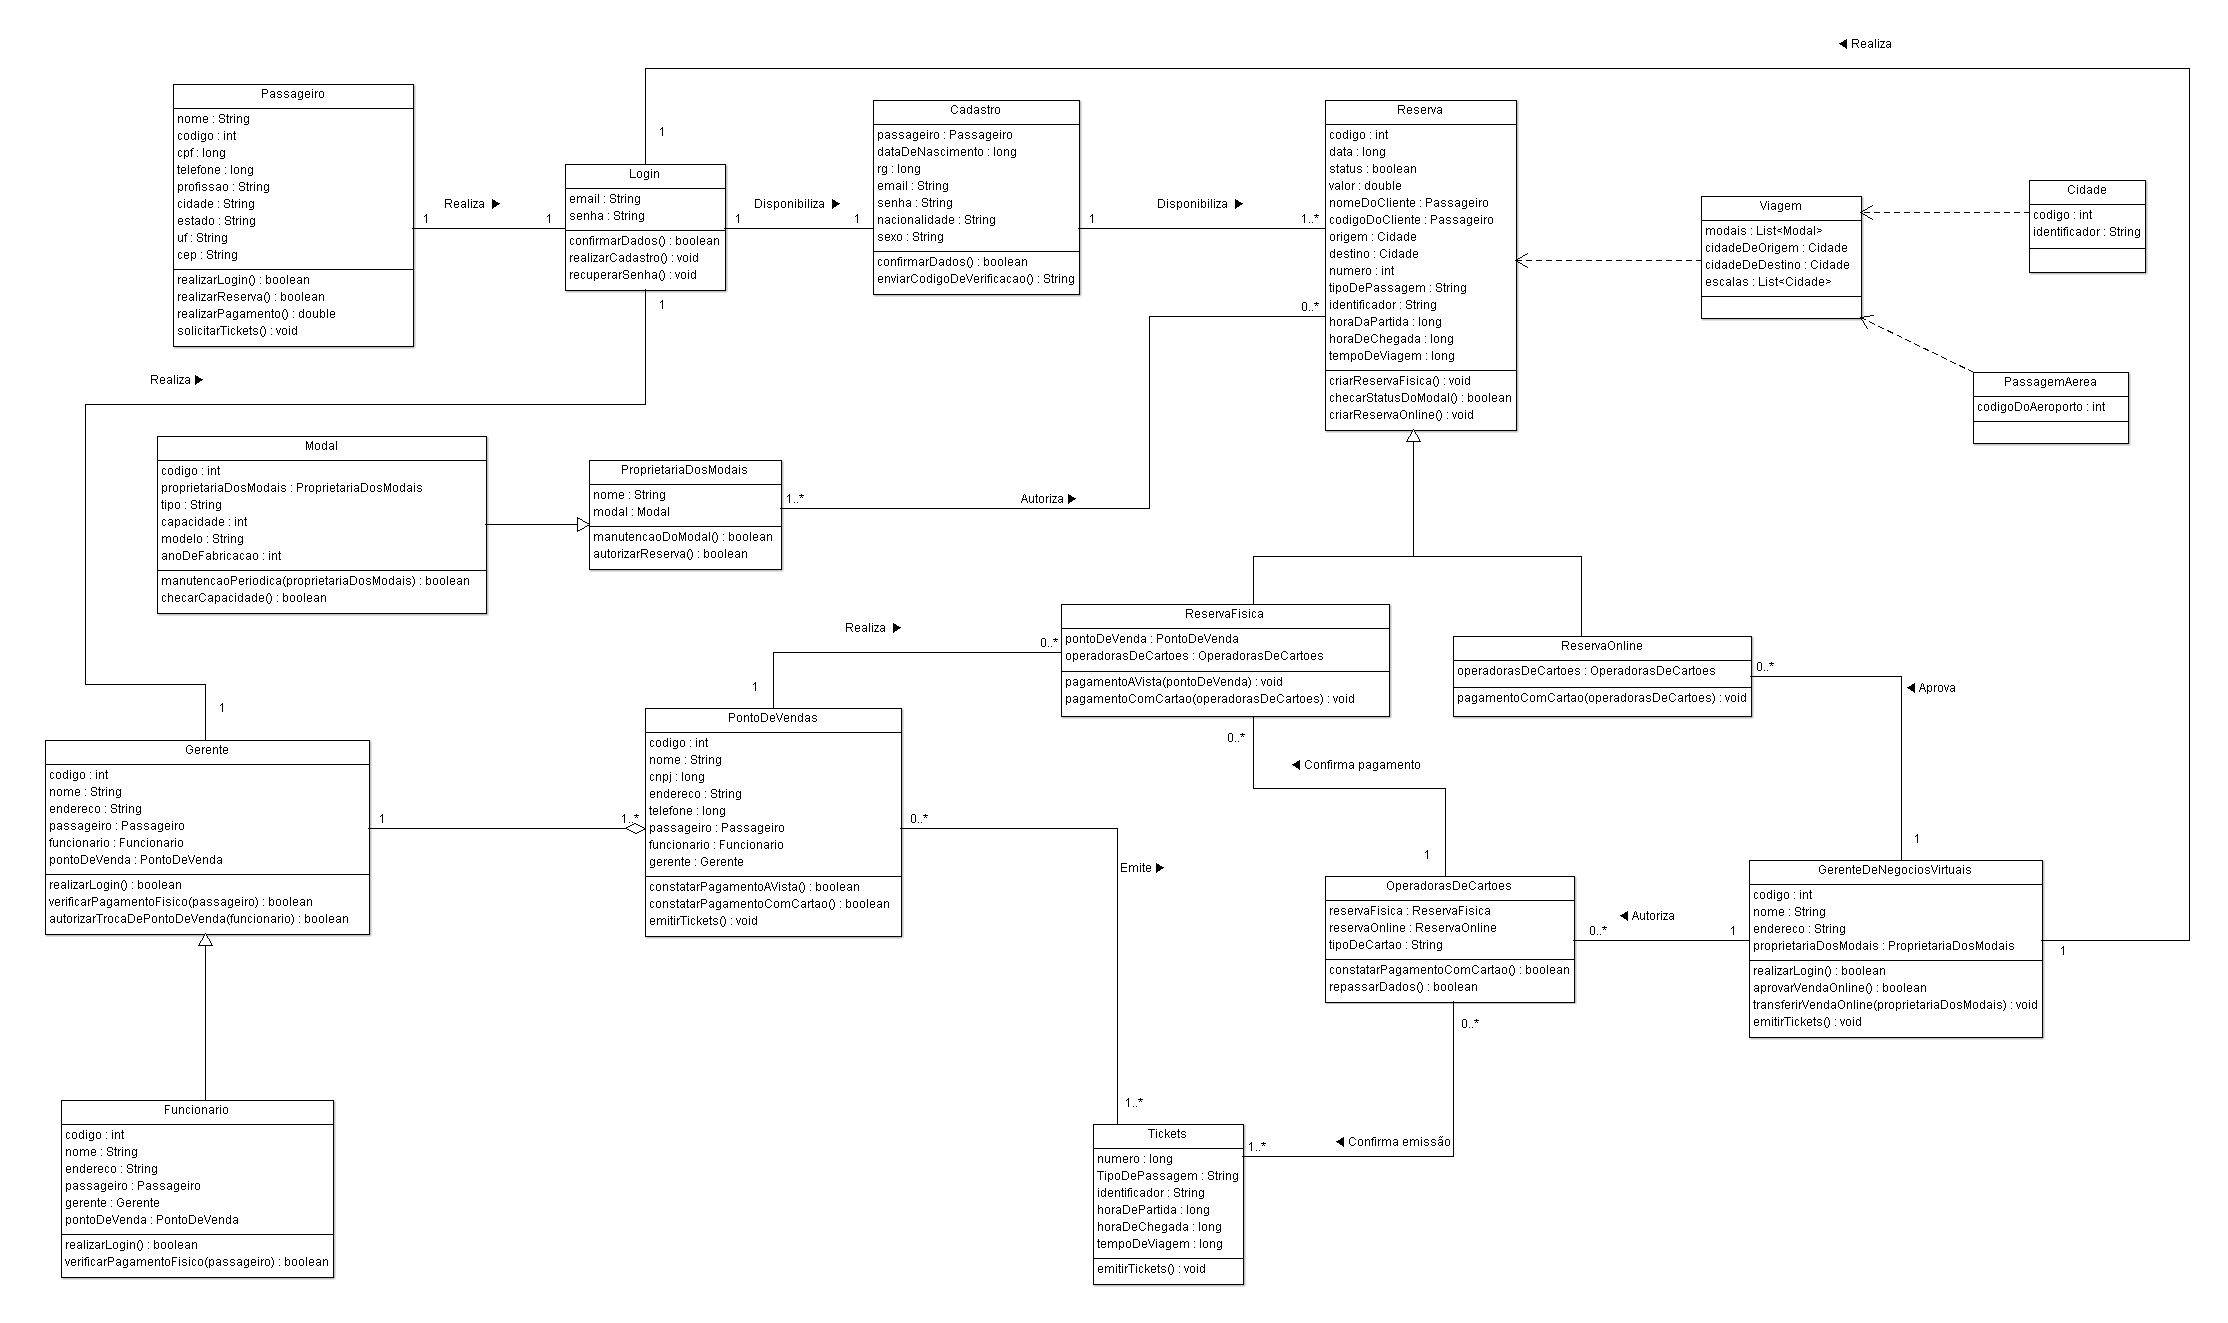 ◀ Realiza
Passageiro
nome : String
codigo : int
cpf : long
telefone : long
profissao : String
cidade : String
estado : String
uf : String
cep : String
realizarLogin() : boolean
realizarReserva() : boolean
realizarPagamento() : double
solicitarTickets() : void
Realiza ▶
1
1
1
Login
email : String
senha : String
confirmarDados() : boolean
realizarCadastro() : void
recuperarSenha() : void
1
Disponibiliza ▶
1
1
Cadastro
passageiro : Passageiro
dataDeNascimento : long
rg : long
email : String
senha : String
nacionalidade : String
sexo : String
confirmarDados() : boolean
enviarCodigoDeVerificacao() : String
Disponibiliza ▶
1
1..*
Reserva
codigo : int
data : long
status : boolean
valor : double
nomeDoCliente : Passageiro
codigoDoCliente : Passageiro
origem : Cidade
destino : Cidade
numero : int
tipoDePassagem : String
identificador : String
horaDaPartida : long
horaDeChegada : long
tempoDeViagem : long
criarReservaFisica() : void
checarStatusDoModal() : boolean
criarReservaOnline() : void
0..*
Viagem
modais : List<Modal>
cidadeDeOrigem : Cidade
cidadeDeDestino : Cidade
escalas : List<Cidade>
Cidade
codigo : int
identificador : String
PassagemAerea
codigoDoAeroporto : int
Realiza ▶
Modal
codigo : int
proprietariaDosModais : ProprietariaDosModais
tipo : String
capacidade : int
modelo : String
anoDeFabricacao : int
manutencaoPeriodica(proprietariaDosModais) : boolean
checarCapacidade() : boolean
ProprietariaDosModais
nome : String
modal : Modal
manutencaoDoModal() : boolean
autorizarReserva() : boolean
1..*
Autoriza ▶
Realiza ▶
0..*
1
ReservaFisica
pontoDeVenda : PontoDeVenda
operadorasDeCartoes : OperadorasDeCartoes
pagamentoAVista(pontoDeVenda) : void
pagamentoComCartao(operadorasDeCartoes) : void
0..*
ReservaOnline
operadorasDeCartoes : OperadorasDeCartoes
pagamentoComCartao(operadorasDeCartoes) : void
0..*
◀ Aprova
1
◀ Confirma pagamento
1
1
Gerente
codigo : int
nome : String
endereco : String
passageiro : Passageiro
funcionario : Funcionario
pontoDeVenda : PontoDeVenda
realizarLogin() : boolean
verificarPagamentoFisico(passageiro) : boolean
autorizarTrocaDePontoDeVenda(funcionario) : boolean
1
1..*
PontoDeVendas
codigo : int
nome : String
cnpj : long
endereco : String
telefone : long
passageiro : Passageiro
funcionario : Funcionario
gerente : Gerente
constatarPagamentoAVista() : boolean
constatarPagamentoComCartao() : boolean
emitirTickets() : void
0..*
Emite ▶
1..*
OperadorasDeCartoes
reservaFisica : ReservaFisica
reservaOnline : ReservaOnline
tipoDeCartao : String
constatarPagamentoComCartao() : boolean
repassarDados() : boolean
0..*
◀ Autoriza
0..*
1
GerenteDeNegociosVirtuais
codigo : int
nome : String
endereco : String
proprietariaDosModais : ProprietariaDosModais
realizarLogin() : boolean
aprovarVendaOnline() : boolean
transferirVendaOnline(proprietariaDosModais) : void
emitirTickets() : void
1
Funcionario
codigo : int
nome : String
endereco : String
passageiro : Passageiro
gerente : Gerente
pontoDeVenda : PontoDeVenda
realizarLogin() : boolean
verificarPagamentoFisico(passageiro) : boolean
Tickets
numero : long
TipoDePassagem : String
identificador : String
horaDePartida : long
horaDeChegada : long
tempoDeViagem : long
emitirTickets() : void
1..*
◀ Confirma emissão